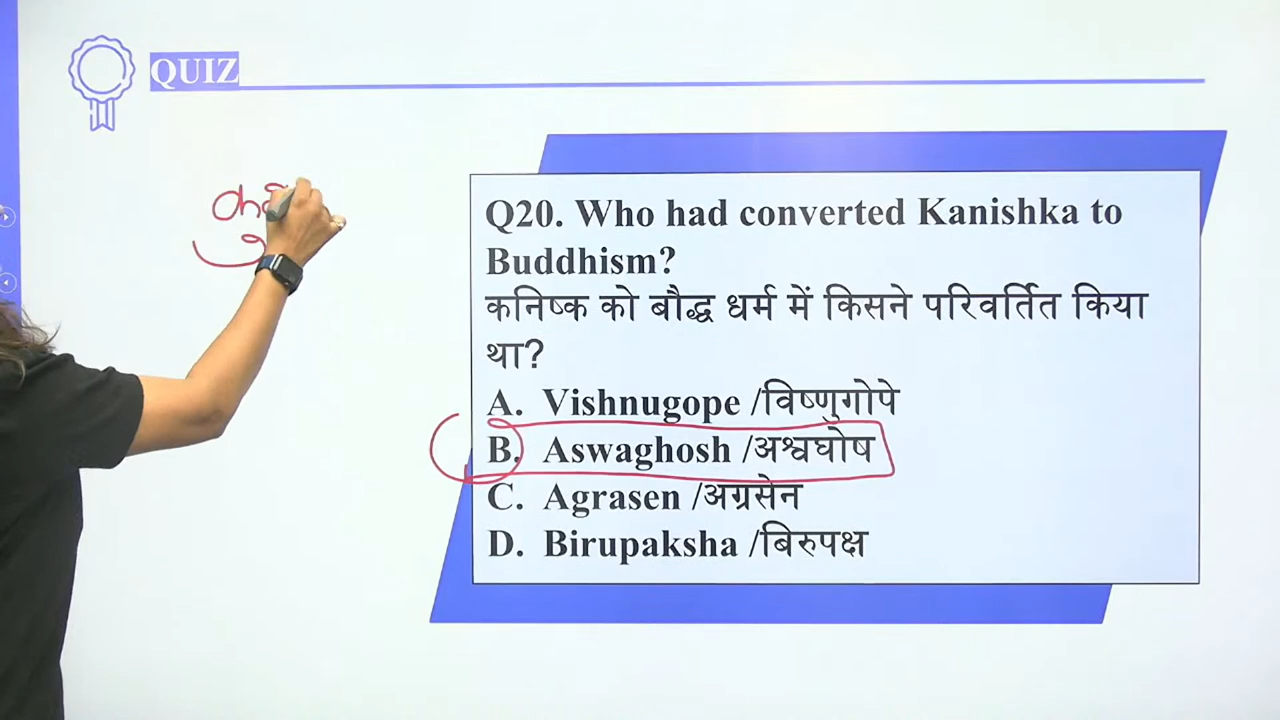 QUIZ
Q20. Who had converted Kanishka to
Buddhism?
कनिष्क को बौद्ध धर्म में किसने परिवर्तित किया
था?
A. Vishnugope /विष्णुगोपे
B. Aswaghosh /अश्वघोष
C. Agrasen /अग्रसेन
D. Birupaksha /बिरुपक्ष